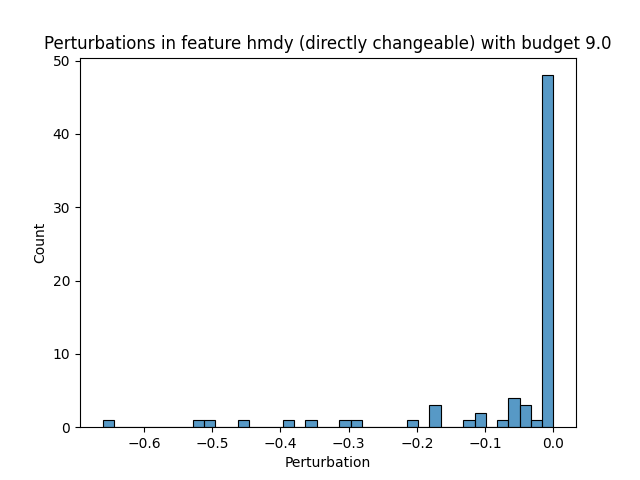 Perturbations in feature hmdy (directly changeable) with budget 9.0
50
40
30
20
10
0
Count
−0.6 −0.5 −0.4 −0.3 −0.2 −0.1 0.0
Perturbation